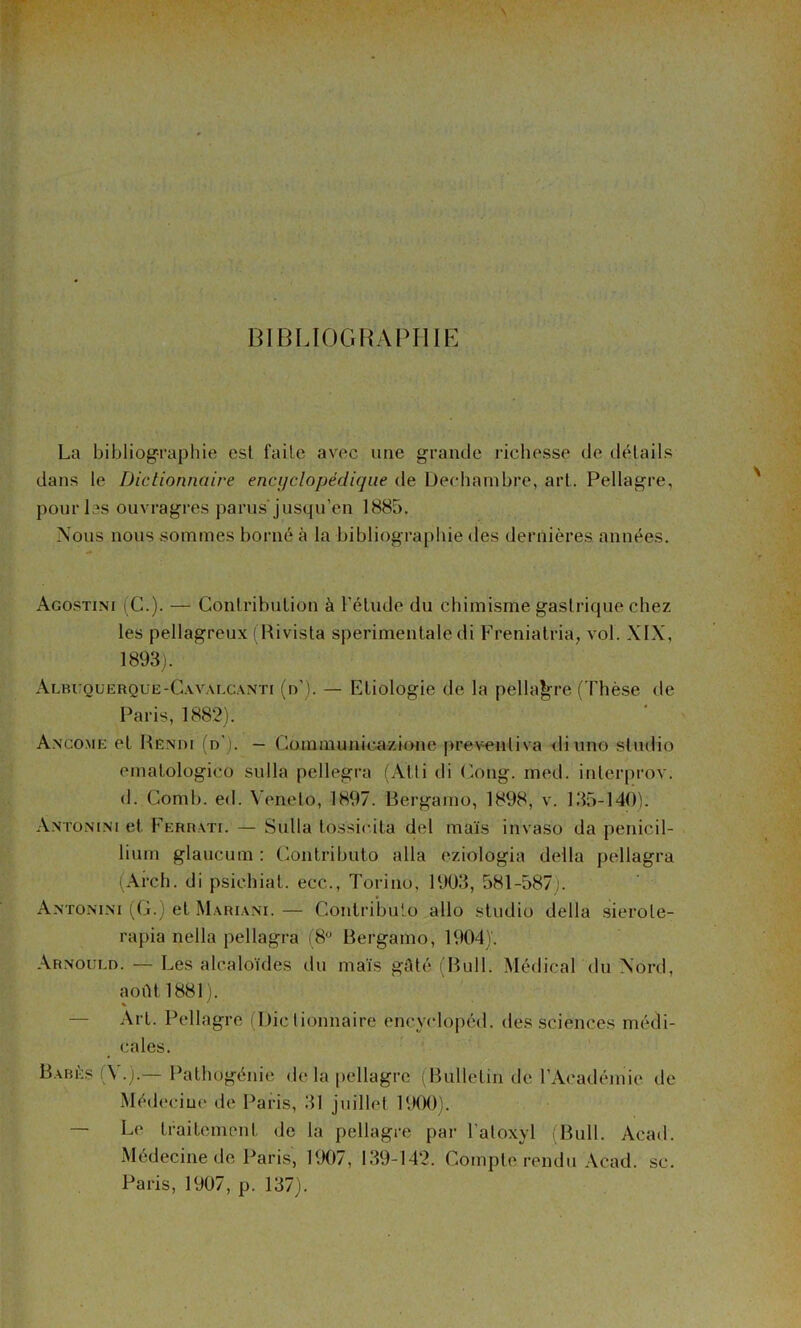 BIBLIOGRAPHIE
La bibliographie est faite avec une grande richesse de détails
dans le Dictionnaire encyclopédique de Dechambre, art. Pellagre,
pour les ouvragres parus jusqu'en 1885.
Nous nous sommes borné à la bibliographie des dernières années.
Agostini (C.). — Contribution à l'étude du chimisme gastrique chez
les pellagreux (Rivista sperimentale di Freniatria, vol. XIX,
1893).
Albuquerque-Cavalcanti (d'). — Etiologie de la pellagre (Thèse de
Paris, 1882).
Ancome et Rendi (d'). — Communicazione preventiva di uno studio
ematologico sulla pellegra (Atti di Cong. med. interprov.
d. Comb. ed. Veneto, 1897. Bergamo, 1898, v. 135-140).
Antonini et Ferrati. — Sulla tossicita del maïs invaso da penicil-
lium glaucum : Contributo alla eziologia della pellagra
(Arch. di psichiat. ecc., Torino, 1903, 581-587).
Antonini (G.) et Mariani. — Contributo allo studio della sierote-
rapia nella pellagra (8º Bergamo, 1904).
Arnould. — Les alcaloïdes du maïs gâté (Bull. Médical du Nord,
août 1881).
— Art. Pellagre (Dictionnaire encyclopéd. des sciences médi-
cales.
Babès (V.). — Pathogénie de la pellagre (Bulletin de l'Académie de
Médecine de Paris, 31 juillet 1900).
— Le traitement de la pellagre par l'atoxyl (Bull. Acad.
Médecine de Paris, 1907, 139-142. Compte rendu Acad. sc.
Paris, 1907, p. 137).